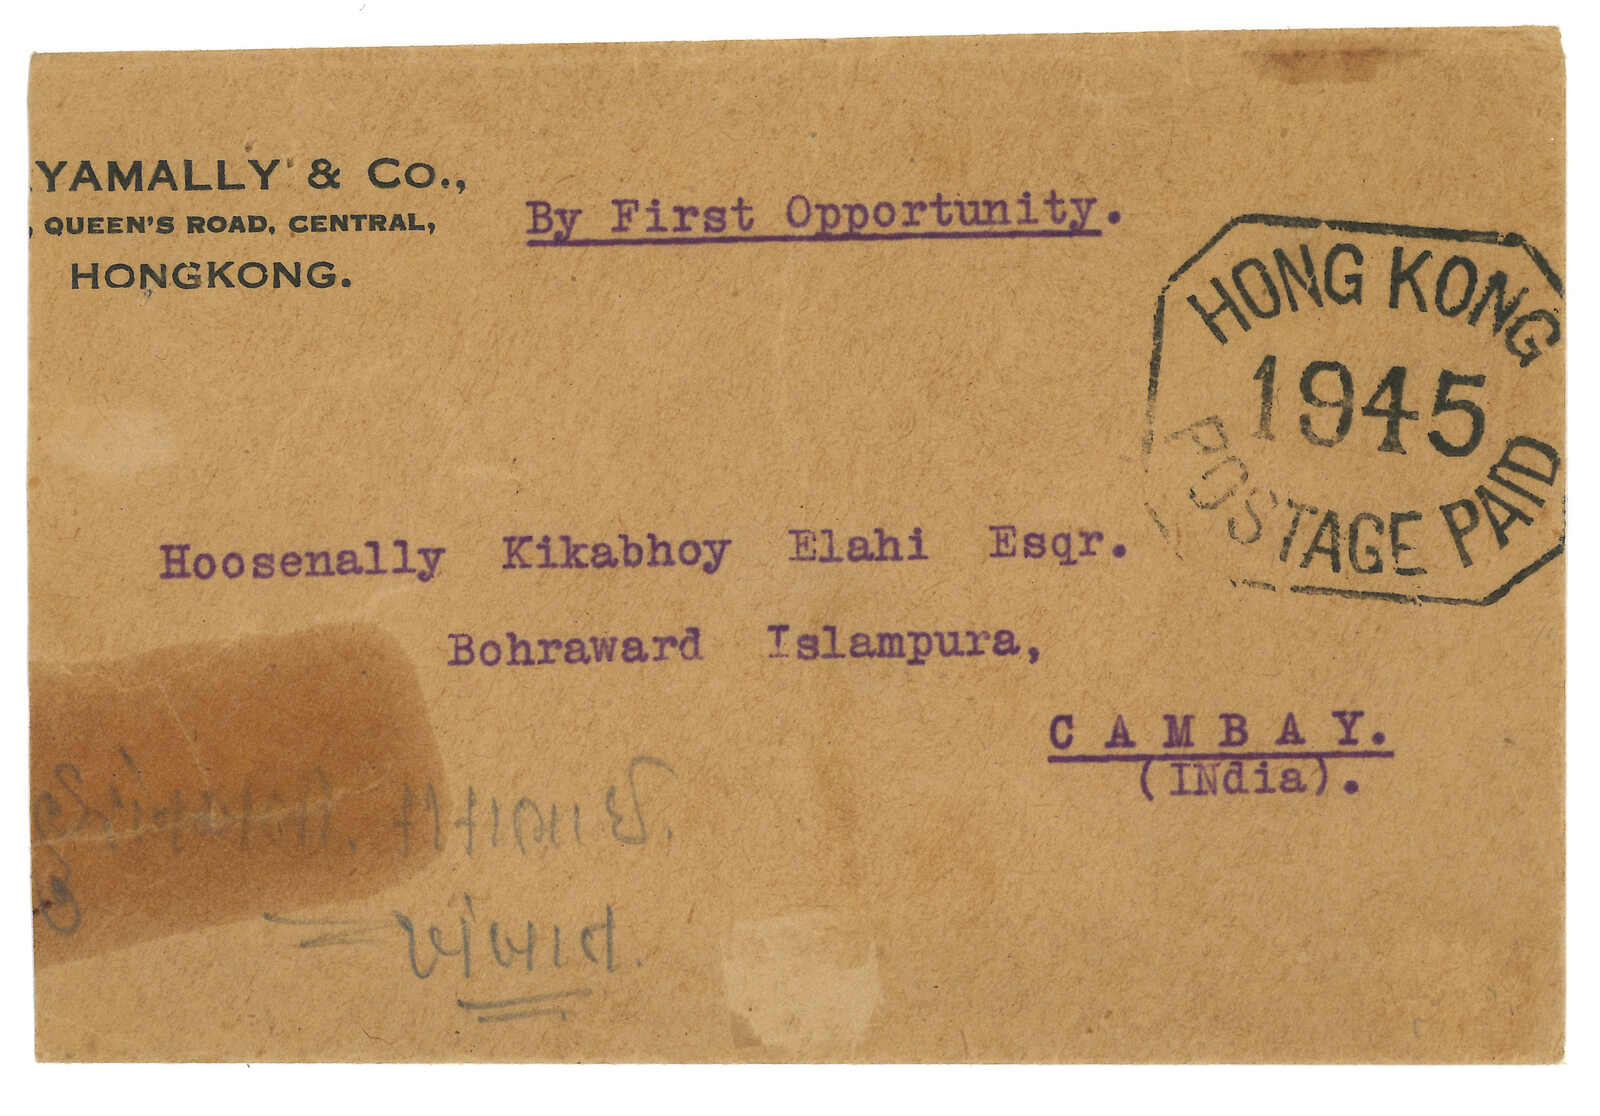 YAMALLY & CO.,
, QUEEN'S ROAD, CENTRAL,
HONGKONG.
By First Opportunity.
HONG KONG
1945
POSTAGE PAID
Hoosenally Kikabhoy Elahi Esqr.
Bohraward Islampura,
C A M B A Y.
(INdia).
ખંબાત.